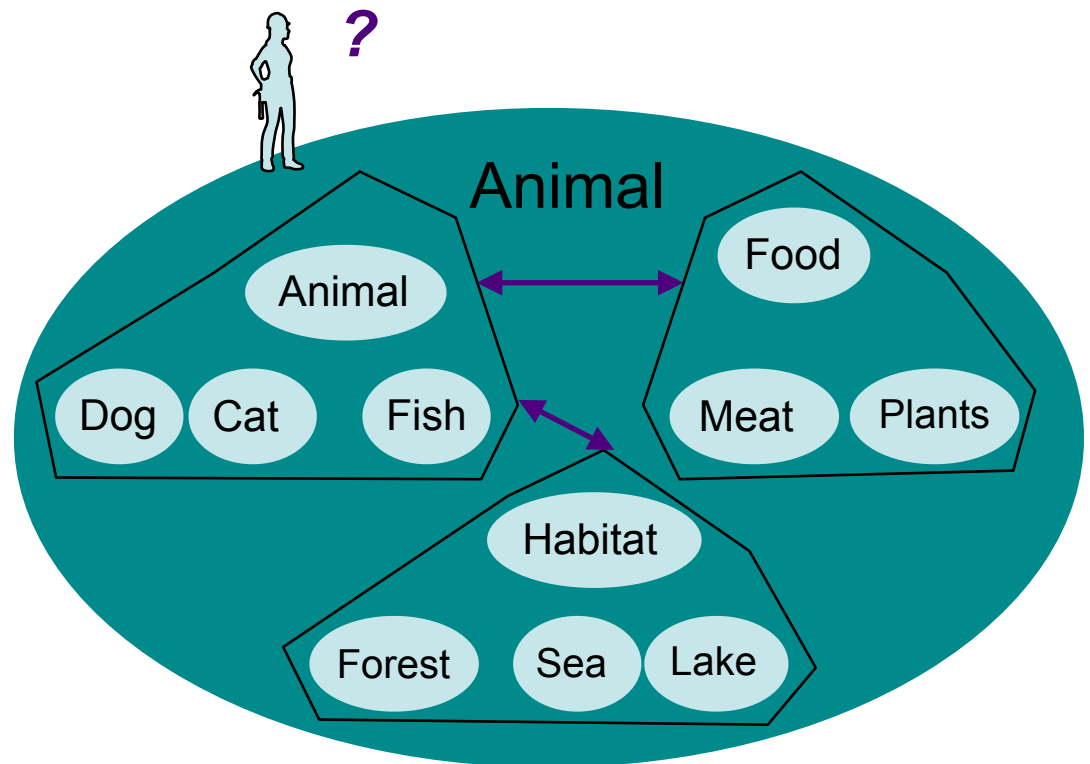 ?
Animal
Animal
Dog Cat Fish
Food
Meat Plants
Habitat
Forest Sea Lake